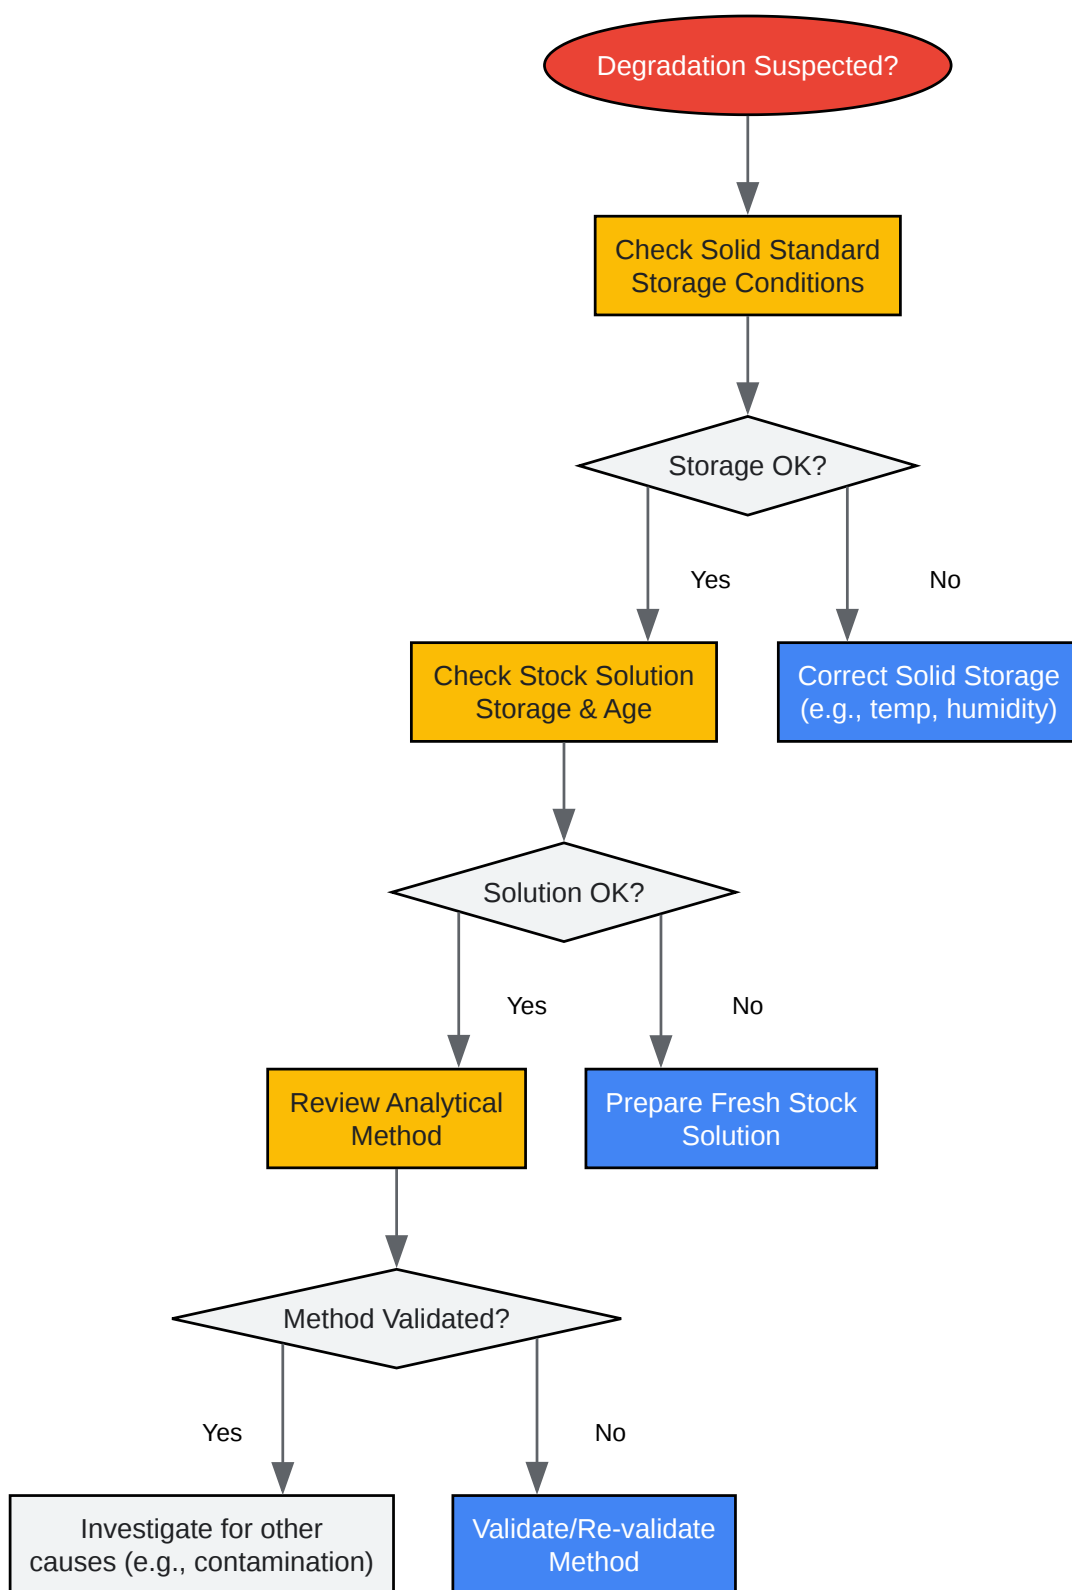 Degradation Suspected?
Check Solid Standard
Storage Conditions
Storage OK?
Yes
No
Check Stock Solution
Storage & Age
Correct Solid Storage
(e.g., temp, humidity)
Solution OK?
Yes
No
Review Analytical
Method
Prepare Fresh Stock
Solution
Method Validated?
Yes
No
Investigate for other
causes (e.g., contamination)
Validate/Re-validate
Method